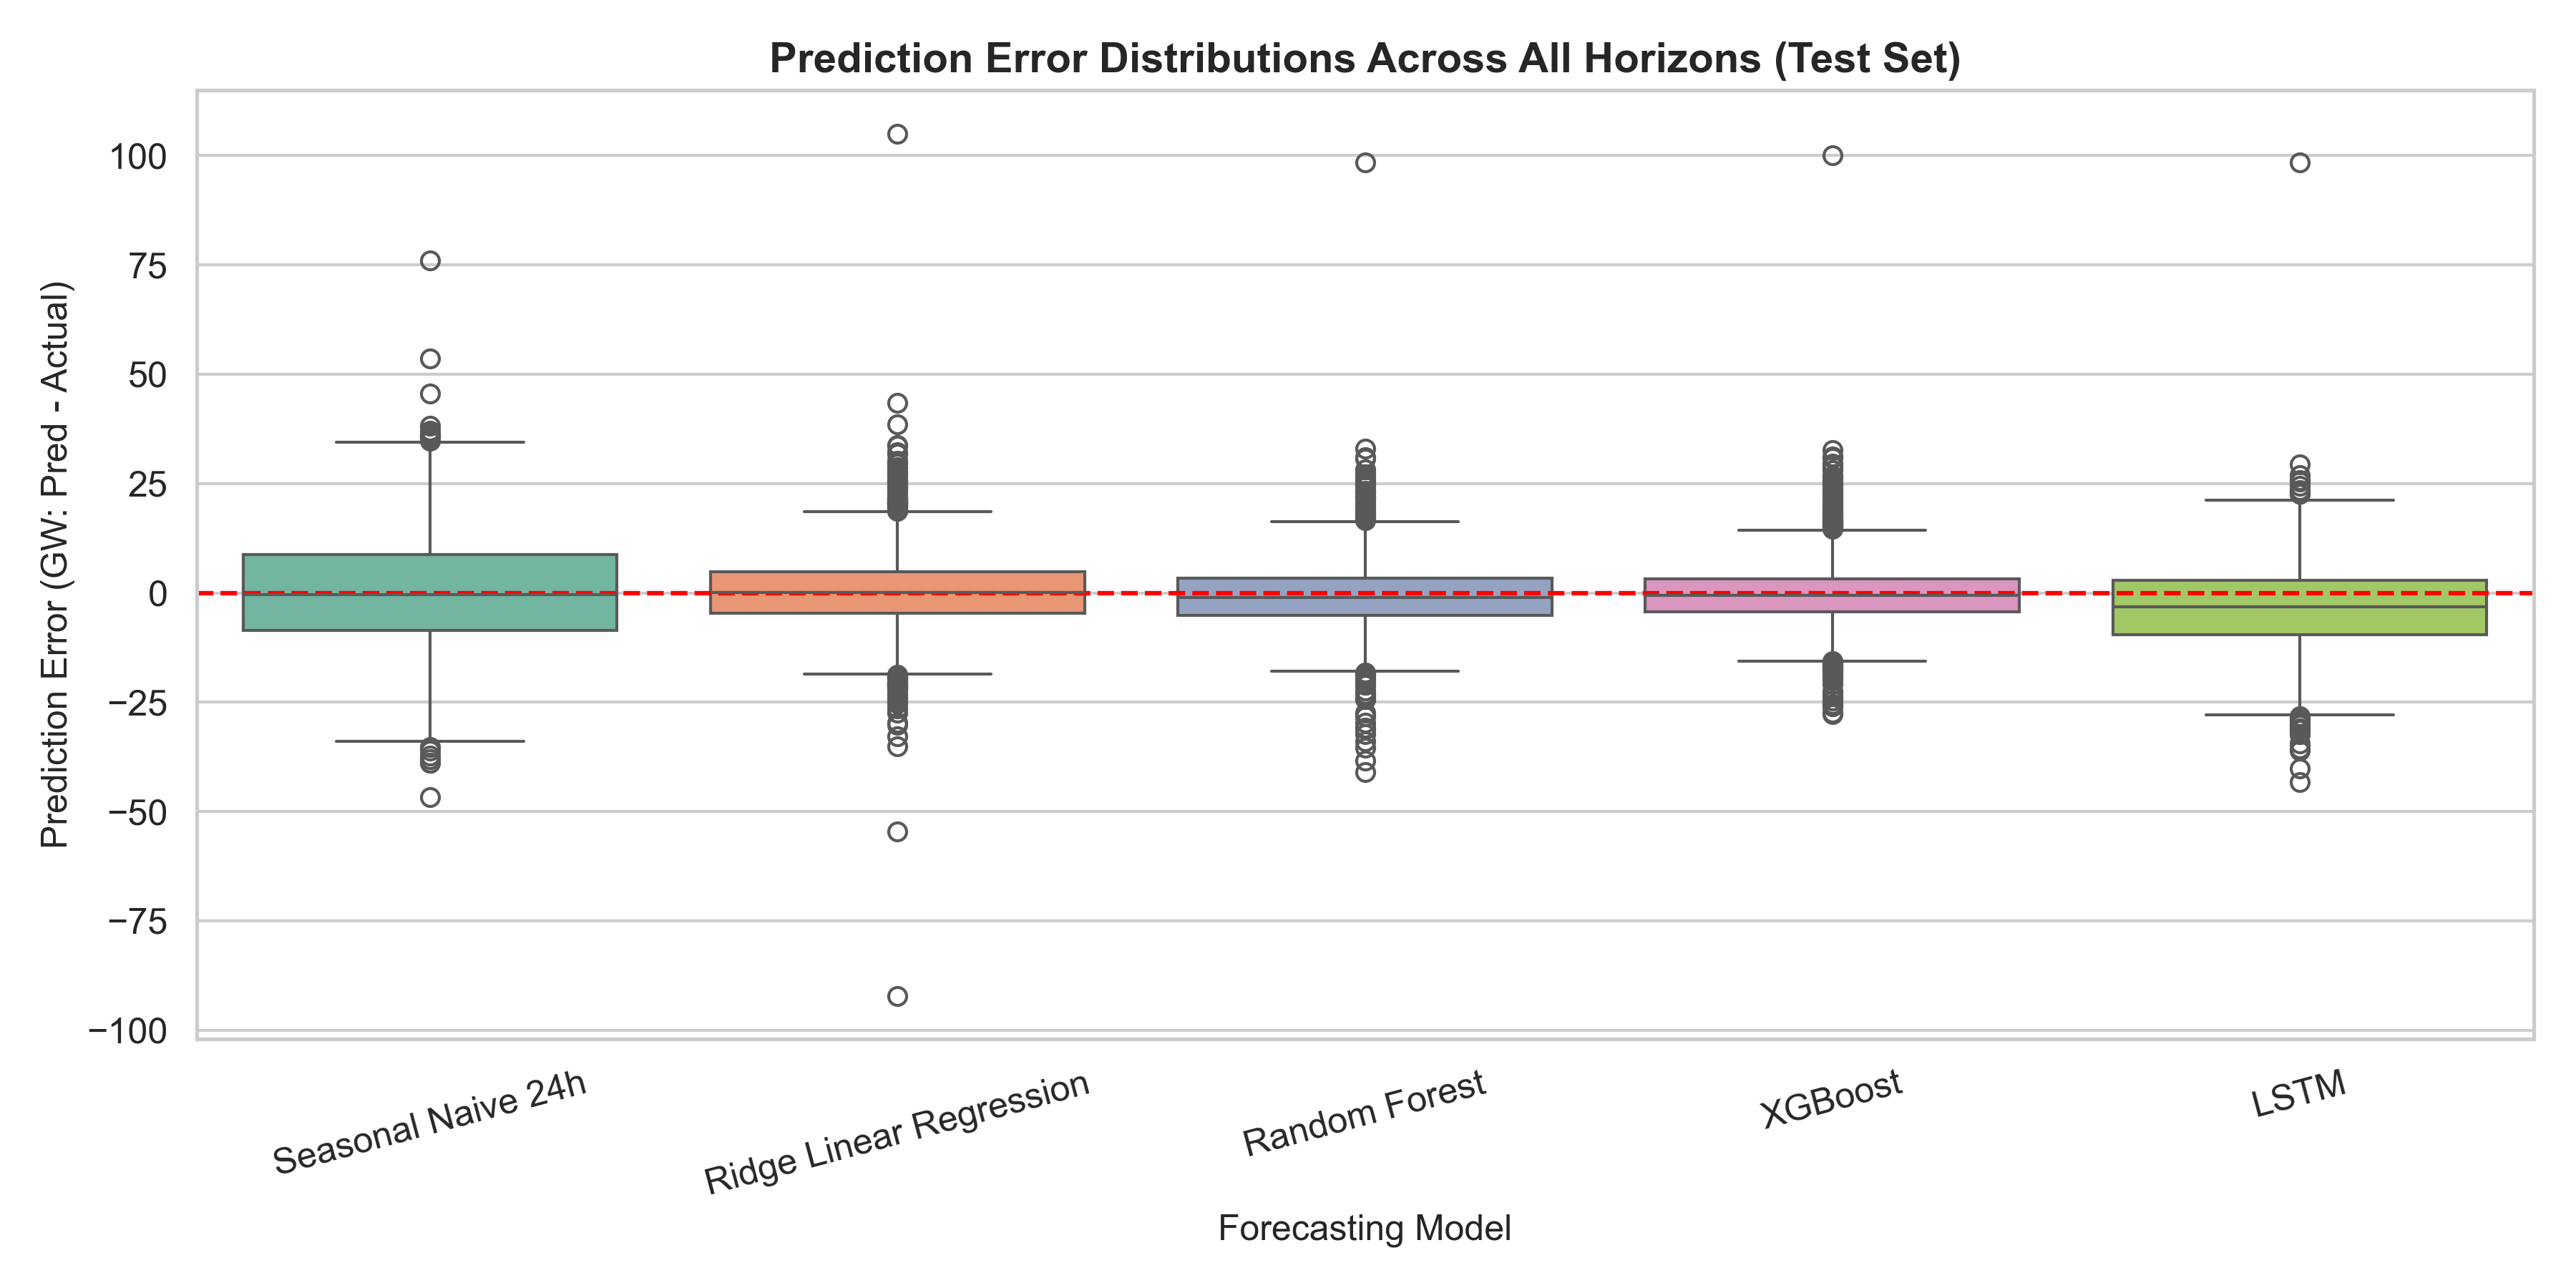 Prediction Error Distributions Across All Horizons (Test Set)
Prediction Error (GW: Pred - Actual)
100
75
50
25
0
−25
−50
−75
−100
Seasonal Naive 24h
Ridge Linear Regression
Random Forest
XGBoost
LSTM
Forecasting Model